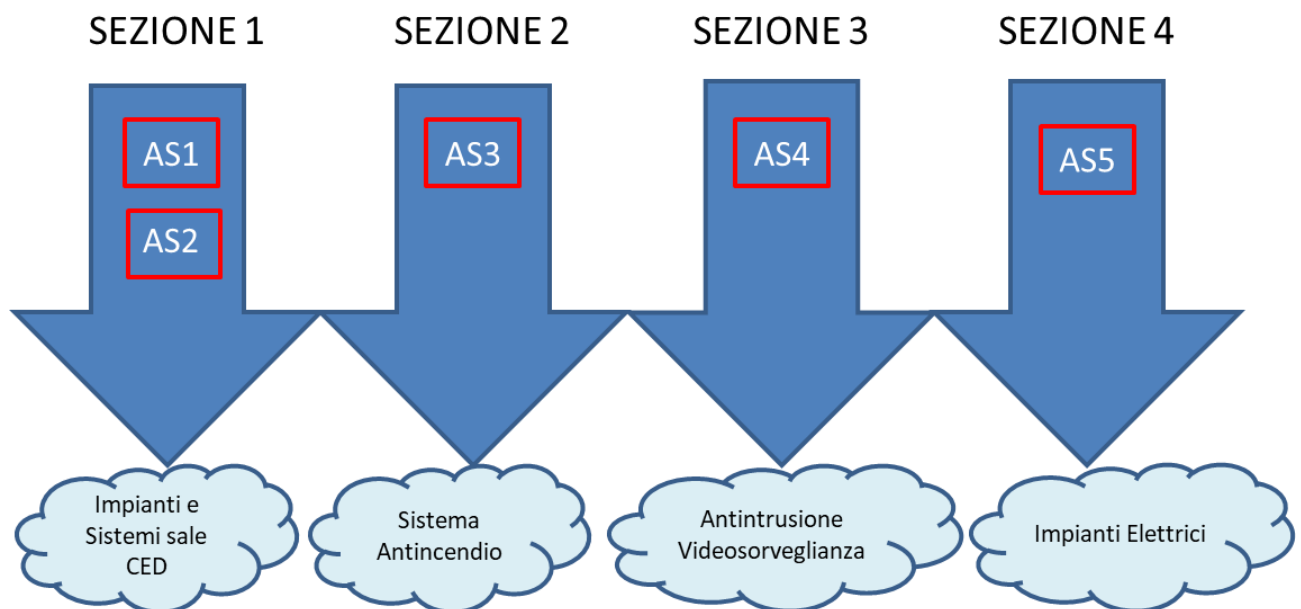 SEZIONE 1
SEZIONE 2
SEZIONE 3
SEZIONE 4
AS1
AS2
AS3
AS4
AS5
Impianti e
Sistemi sale
CED
Sistema
Antincendio
Antintrusione
Videosorveglianza
Impianti Elettrici